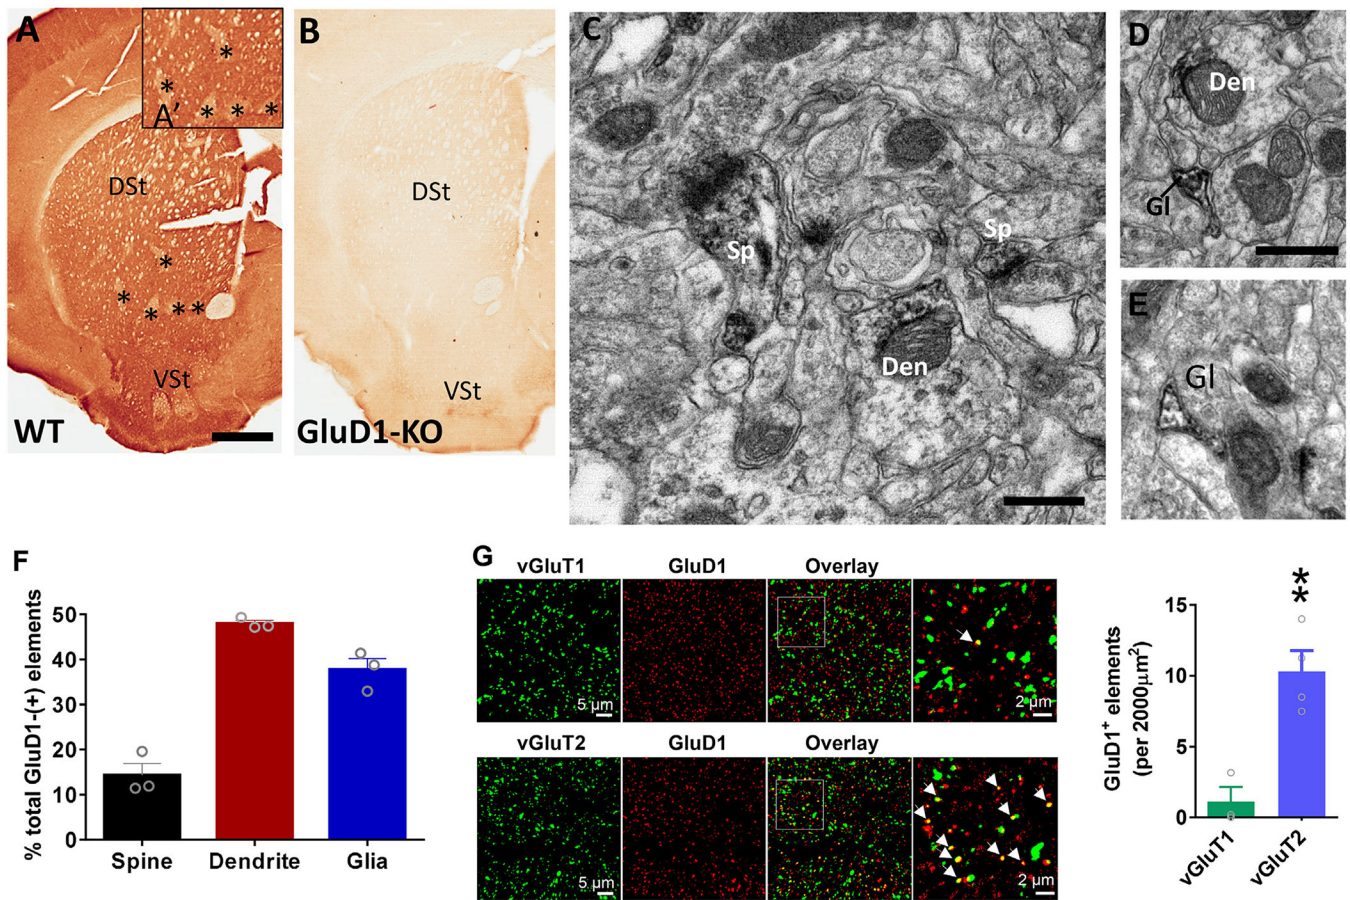 A
A’
DSt
VSt
WT
B
DSt
VSt
GluD1-KO
C
Sp
Sp
Den
D
Den
Gl
E
Gl
F
% total GluD1-(+) elements
50
40
30
20
10
0
Spine Dendrite Glia
G
vGluT1 GluD1 Overlay
5 µm
2 µm
vGluT2 GluD1 Overlay
5 µm
2 µm
**
GluD1⁺ elements
(per 2000µm²)
15
10
5
0
vGluT1
vGluT2